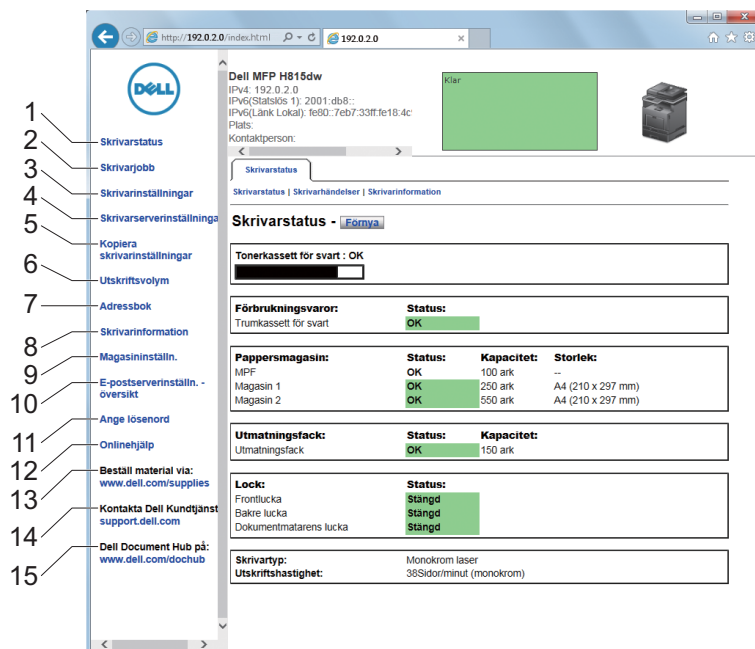 http://192.0.2.0/index.html
192.0.2.0
DELL
Dell MFP H815dw
IPv4: 192.0.2.0
IPv6(Statslös 1): 2001:db8::
IPv6(Länk Lokal): fe80::7eb7:33ff:fe18:4c
Plats:
Kontaktperson:
Klar
1
2
3
4
5
6
7
8
9
10
11
12
13
14
15
Skrivarstatus
Skrivarjobb
Skrivarinställningar
Skrivarserverinställninga
Kopiera
skrivarinställningar
Utskriftsvolym
Adressbok
Skrivarinformation
Magasininställn.
E-postserverinställn. -
översikt
Ange lösenord
Onlinehjälp
Beställ material via:
www.dell.com/supplies
Kontakta Dell Kundtjänst
support.dell.com
Dell Document Hub på:
www.dell.com/dochub
Skrivarstatus
Skrivarstatus | Skrivarhändelser | Skrivarinformation
Skrivarstatus - Förnya
Tonerkassett för svart : OK
Förbrukningsvaror: Status:
Trumkassett för svart OK
Pappersmagasin: Status: Kapacitet: Storlek:
MPF OK 100 ark --
Magasin 1 OK 250 ark A4 (210 x 297 mm)
Magasin 2 OK 550 ark A4 (210 x 297 mm)
Utmatningsfack: Status: Kapacitet:
Utmatningsfack OK 150 ark
Lock: Status:
Frontlucka Stängd
Bakre lucka Stängd
Dokumentmatarens lucka Stängd
Skrivartyp: Monokrom laser
Utskriftshastighet: 38Sidor/minut (monokrom)